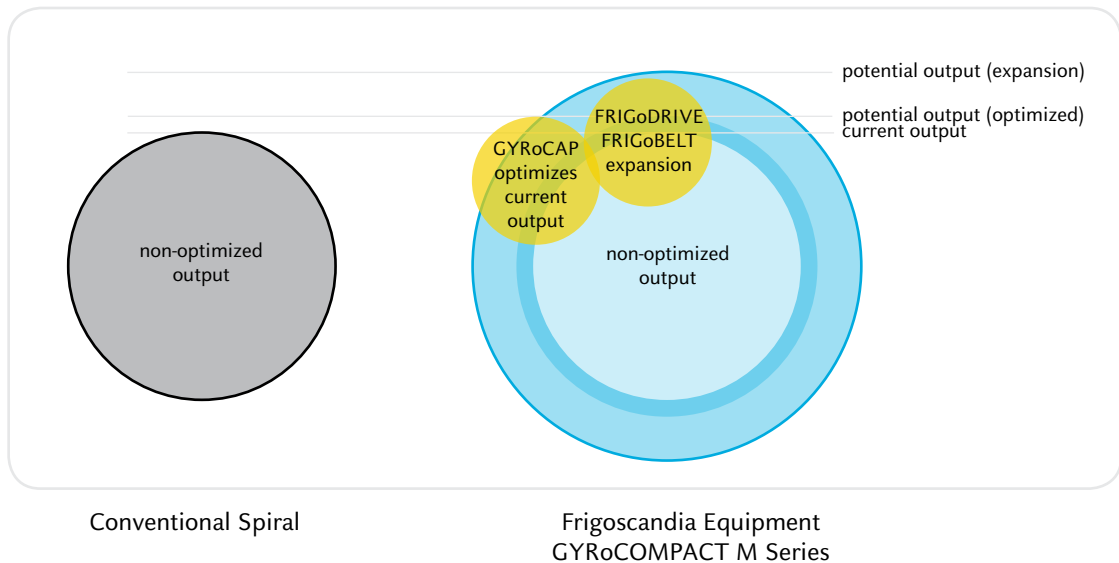 potential output (expansion)
potential output (optimized)
current output
FRIGoDRIVE
FRIGoBELT
expansion
GYRoCAP
optimizes
current
output
non-optimized
output
non-optimized
output
Conventional Spiral
Frigoscandia Equipment
GYRoCOMPACT M Series